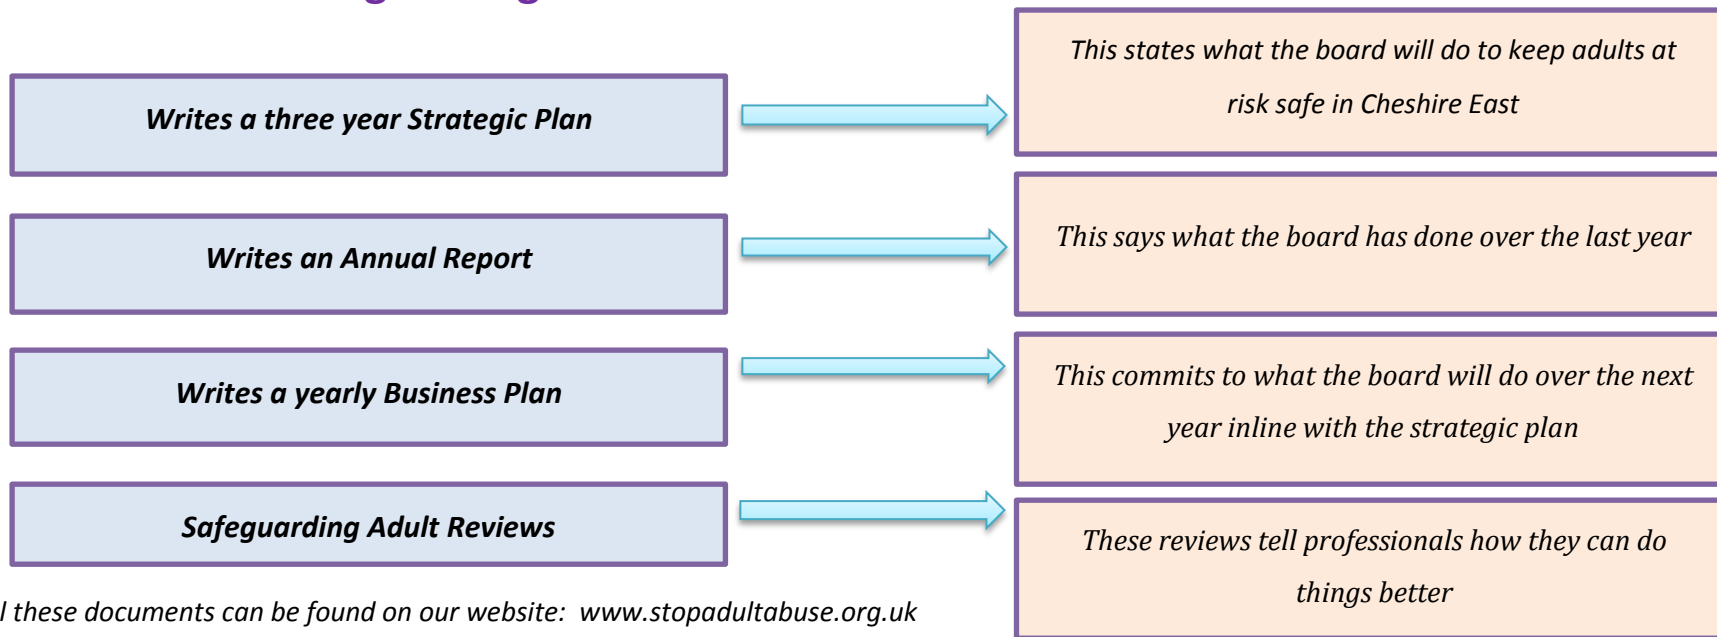 Writes a three year Strategic Plan
This states what the board will do to keep adults at
risk safe in Cheshire East
Writes an Annual Report
This says what the board has done over the last year
Writes a yearly Business Plan
This commits to what the board will do over the next
year inline with the strategic plan
Safeguarding Adult Reviews
These reviews tell professionals how they can do
things better
these documents can be found on our website: www.stopadultabuse.org.uk